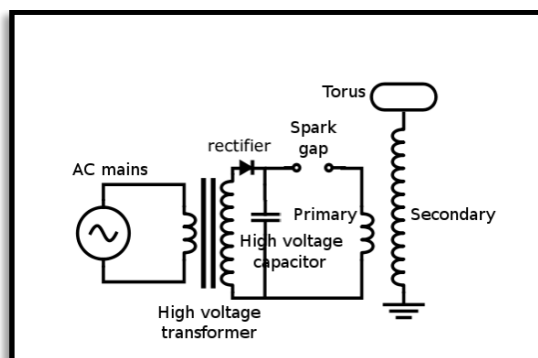 Torus
Spark
gap
rectifier
AC mains
Primary
Secondary
High voltage
capacitor
High voltage
transformer